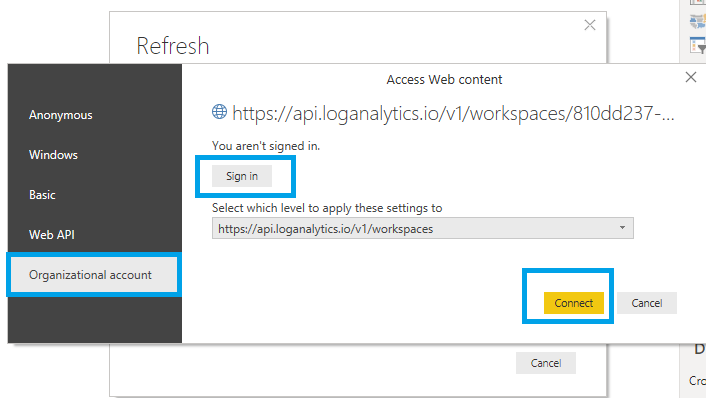 Refresh
Access Web content
Anonymous
Windows
Basic
Web API
Organizational account
https://api.loganalytics.io/v1/workspaces/810dd237-...
You aren't signed in.
Sign in
Select which level to apply these settings to
https://api.loganalytics.io/v1/workspaces
Connect
Cancel
Cancel
D
Cro